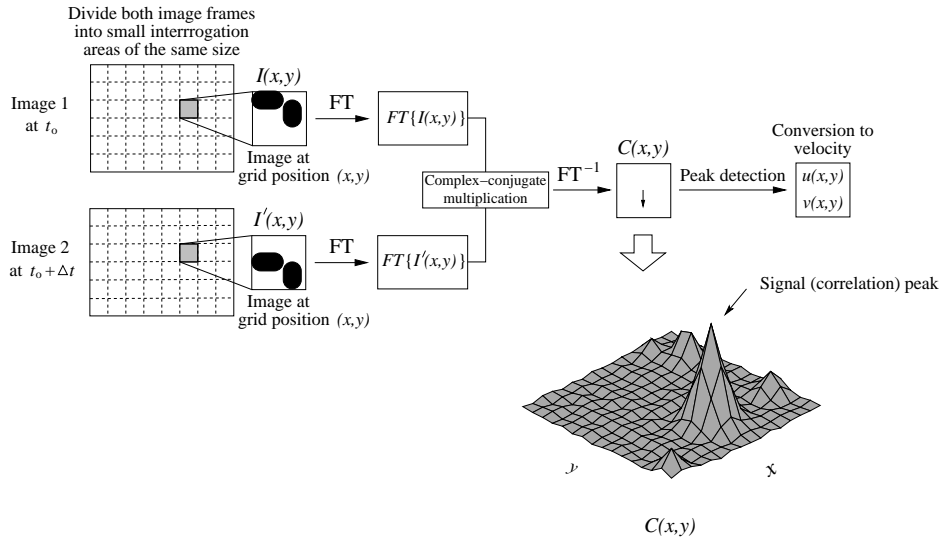 Divide both image frames
into small interrrogation
areas of the same size
Image 1
at t₀
I(x,y)
Image at
grid position (x,y)
FT
FT{I(x,y)}
Complex–conjugate
multiplication
FT⁻¹
C(x,y)
Peak detection
Conversion to
velocity
u(x,y)
v(x,y)
Image 2
at t₀+Δt
I′(x,y)
Image at
grid position (x,y)
FT
FT{I′(x,y)}
Signal (correlation) peak
y
x
C(x,y)